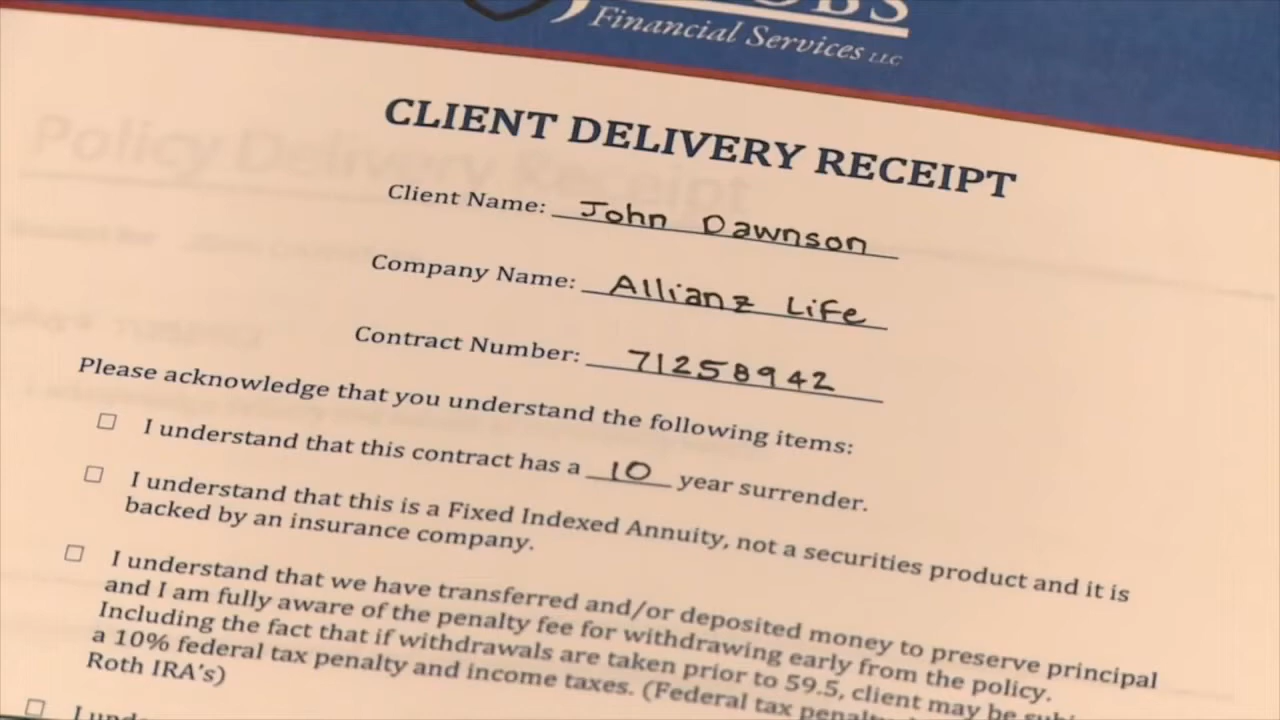 Financial Services LLC
CLIENT DELIVERY RECEIPT
Client Name: John Dawnson
Company Name: Allianz Life
Contract Number: 71258942
Please acknowledge that you understand the following items:
☐ I understand that this contract has a 10 year surrender.
☐ I understand that this is a Fixed Indexed Annuity, not a securities product and it is
backed by an insurance company.
☐ I understand that we have transferred and/or deposited money to preserve principal
and I am fully aware of the penalty fee for withdrawing early from the policy.
Including the fact that if withdrawals are taken prior to 59.5, client may be
a 10% federal tax penalty and income taxes. (Federal tax
Roth IRA's)
☐ I
Policy Delivery Receipt